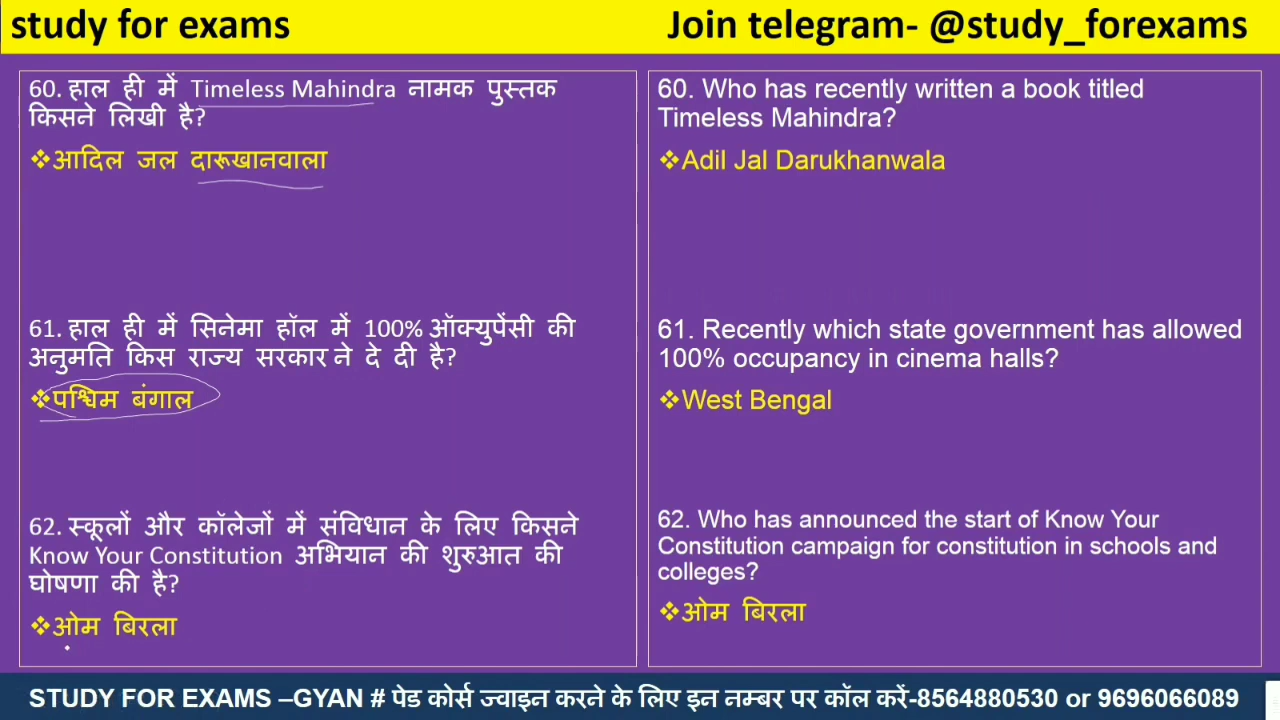 study for exams
Join telegram- @study_forexams
60. हाल ही में Timeless Mahindra नामक पुस्तक
किसने लिखी है?
❖आदिल जल दारूखानवाला
61. हाल ही में सिनेमा हॉल में 100% ऑक्युपेंसी की
अनुमति किस राज्य सरकार ने दे दी है?
❖पश्चिम बंगाल
62. स्कूलों और कॉलेजों में संविधान के लिए किसने
Know Your Constitution अभियान की शुरुआत की
घोषणा की है?
❖ओम बिरला
60. Who has recently written a book titled
Timeless Mahindra?
❖Adil Jal Darukhanwala
61. Recently which state government has allowed
100% occupancy in cinema halls?
❖West Bengal
62. Who has announced the start of Know Your
Constitution campaign for constitution in schools and
colleges?
❖ओम बिरला
STUDY FOR EXAMS –GYAN # पेड कोर्स ज्वाइन करने के लिए इन नम्बर पर कॉल करें-8564880530 or 9696066089